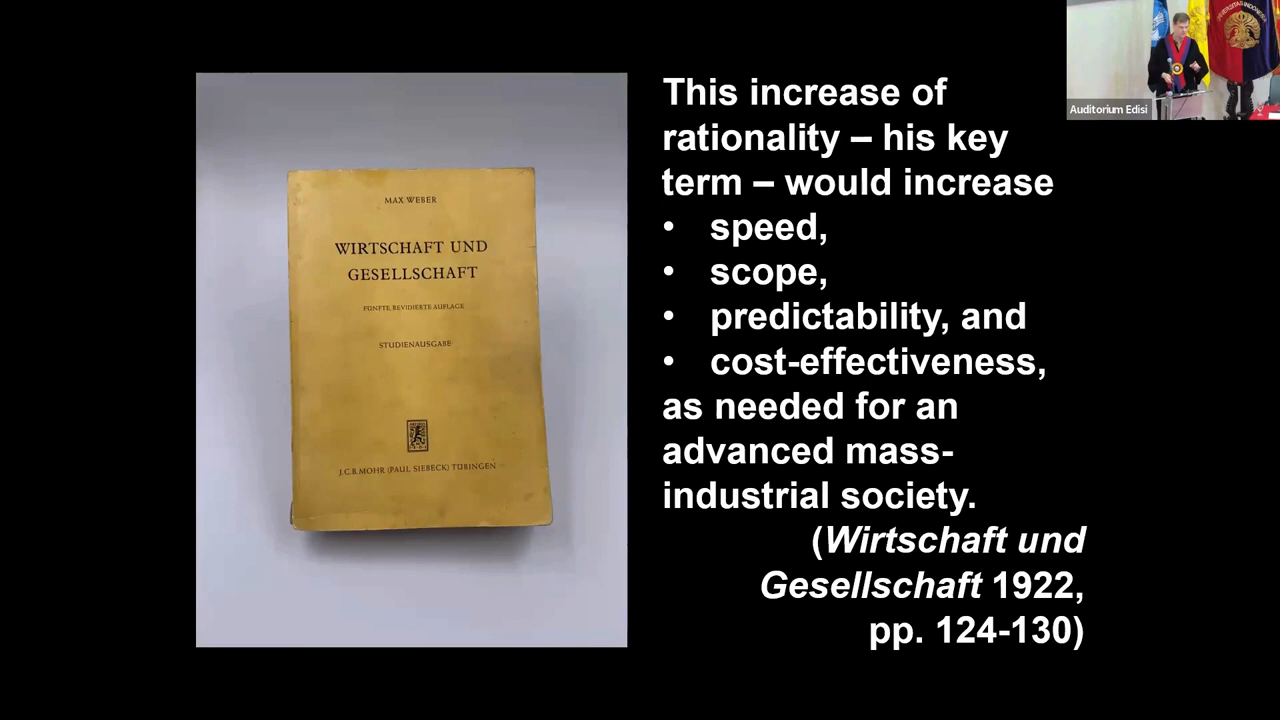 MAX WEBER
WIRTSCHAFT UND
GESELLSCHAFT
FÜNFTE, REVIDIERTE AUFLAGE
STUDIENAUSGABE
J.C.B. MOHR (PAUL SIEBECK) TÜBINGEN
This increase of
rationality – his key
term – would increase
• speed,
• scope,
• predictability, and
• cost-effectiveness,
as needed for an
advanced mass-
industrial society.
(Wirtschaft und
Gesellschaft 1922,
pp. 124-130)
UNIVERSITAS INDONESIA
Auditorium Edisi